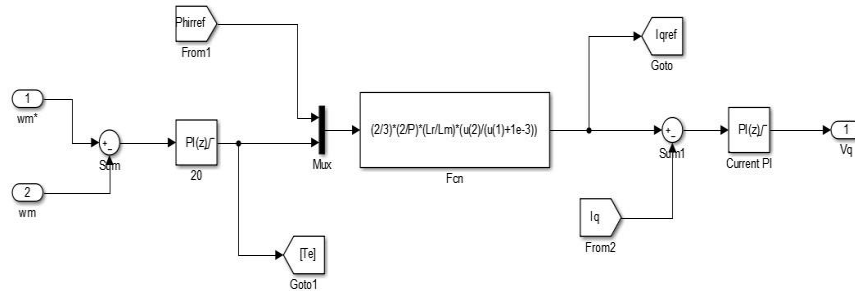 Phirref
From1
Iqref
Goto
1
wm*
+
-
Sum
PI(z)
20
Mux
(2/3)*(2/P)*(Lr/Lm)*(u(2)/(u(1)+1e-3))
Fcn
+
-
Sum1
PI(z)
Current PI
1
Vq
2
wm
Iq
From2
[Te]
Goto1